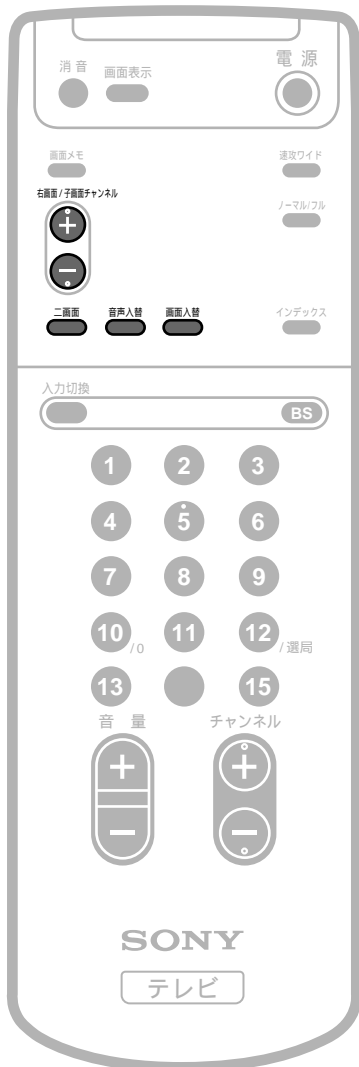 消音 画面表示 電源
画面メモ 速攻ワイド
右画面/子画面チャンネル
ノーマル/フル
+
−
二画面 音声入替 画面入替 インデックス
入力切換
BS
1 2 3
4 5 6
7 8 9
10/0 11 12/選局
13 15
音量 チャンネル
+ +
− −
SONY
テレビ